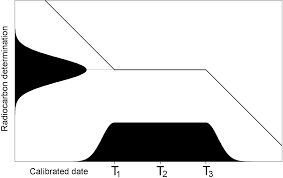 Radiocarbon determination
Calibrated date T1 T2 T3